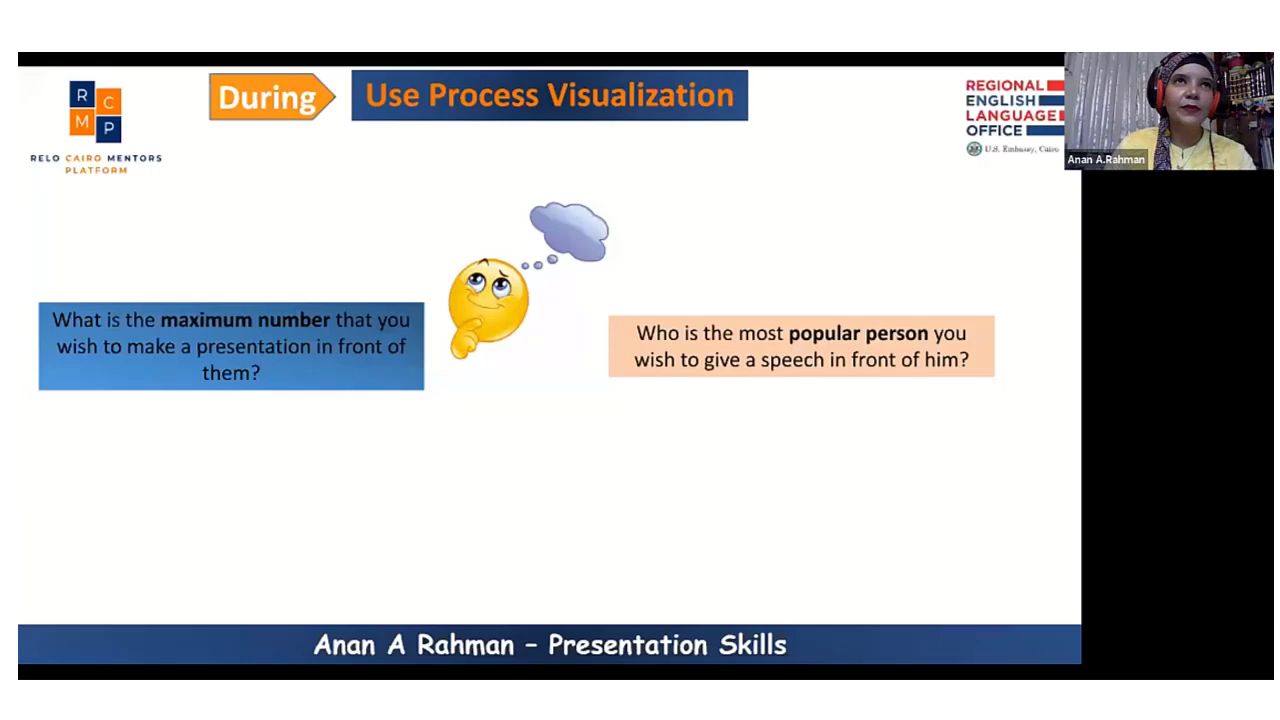 R
C
M
P
RELO CAIRO MENTORS
PLATFORM
During
Use Process Visualization
REGIONAL
ENGLISH
LANGUAGE
OFFICE
U.S. Embassy, Cairo
Anan A.Rahman
What is the maximum number that you
wish to make a presentation in front of
them?
Who is the most popular person you
wish to give a speech in front of him?
Anan A Rahman – Presentation Skills